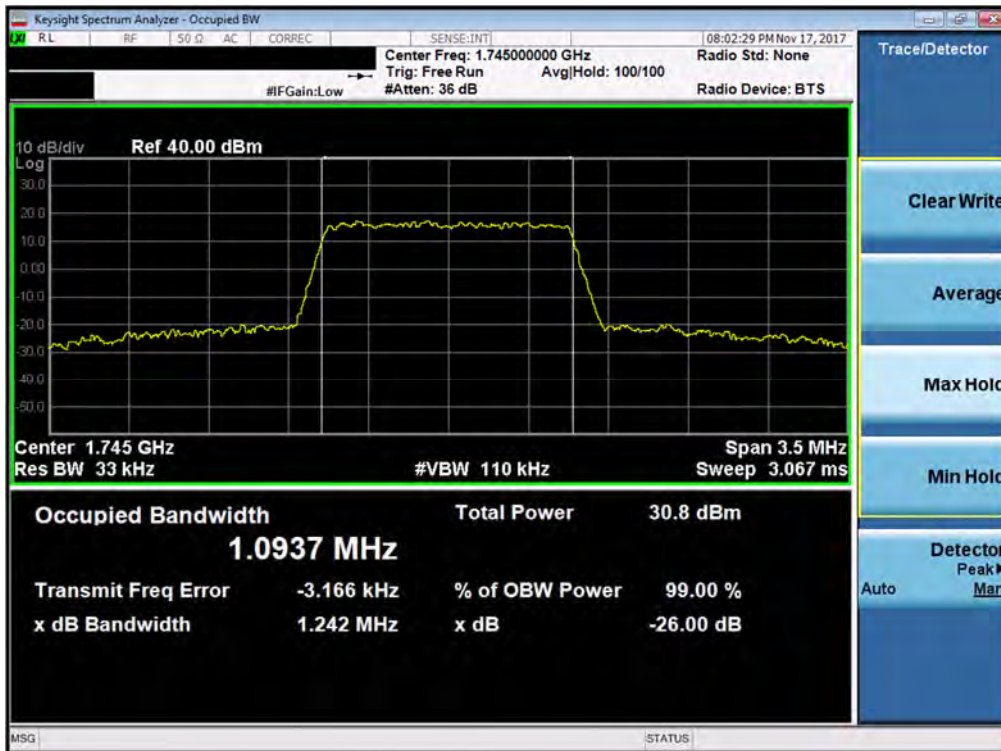 Keysight Spectrum Analyzer - Occupied BW
LXI RL RF 50 Ω AC CORREC SENSE:INT 08:02:29 PM Nov 17, 2017
Center Freq: 1.745000000 GHz Radio Std: None
Trig: Free Run Avg|Hold: 100/100
#IFGain:Low #Atten: 36 dB Radio Device: BTS
Trace/Detector
10 dB/div Ref 40.00 dBm
Log
30.0
20.0
10.0
0.00
-10.0
-20.0
-30.0
-40.0
-50.0
Center 1.745 GHz Span 3.5 MHz
Res BW 33 kHz #VBW 110 kHz Sweep 3.067 ms
Clear Write
Average
Max Hold
Min Hold
Detector
Peak
Auto Man
Occupied Bandwidth Total Power 30.8 dBm
1.0937 MHz
Transmit Freq Error -3.166 kHz % of OBW Power 99.00 %
x dB Bandwidth 1.242 MHz x dB -26.00 dB
MSG STATUS